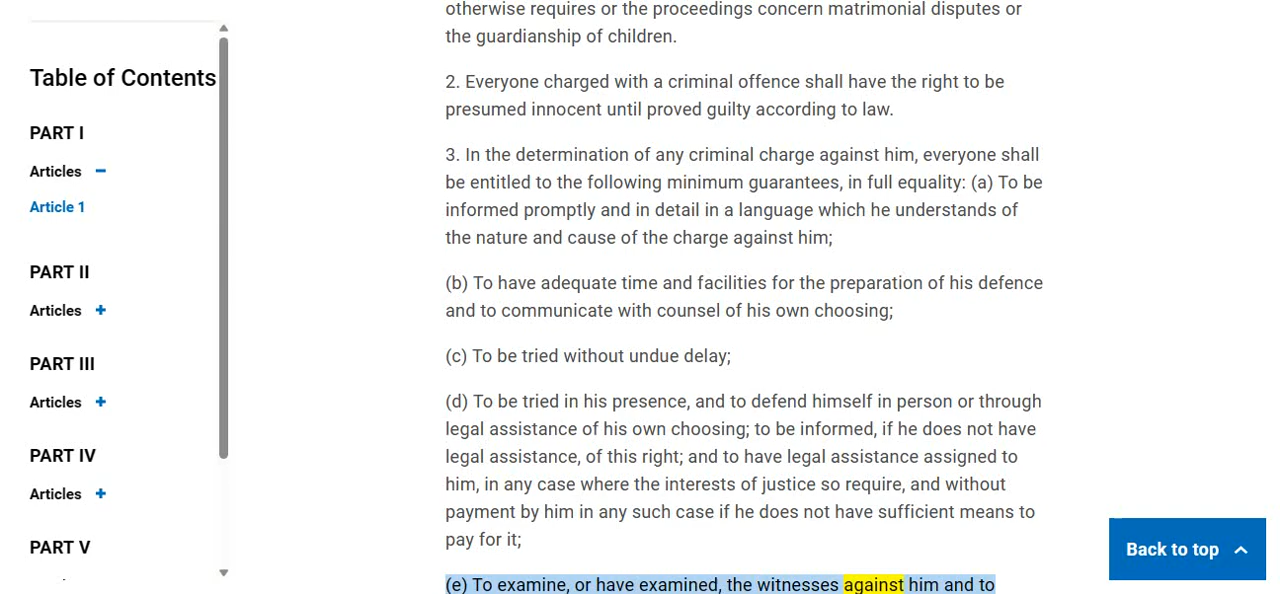 Table of Contents
PART I
Articles −
Article 1
PART II
Articles +
PART III
Articles +
PART IV
Articles +
PART V
otherwise requires or the proceedings concern matrimonial disputes or
the guardianship of children.
2. Everyone charged with a criminal offence shall have the right to be
presumed innocent until proved guilty according to law.
3. In the determination of any criminal charge against him, everyone shall
be entitled to the following minimum guarantees, in full equality: (a) To be
informed promptly and in detail in a language which he understands of
the nature and cause of the charge against him;
(b) To have adequate time and facilities for the preparation of his defence
and to communicate with counsel of his own choosing;
(c) To be tried without undue delay;
(d) To be tried in his presence, and to defend himself in person or through
legal assistance of his own choosing; to be informed, if he does not have
legal assistance, of this right; and to have legal assistance assigned to
him, in any case where the interests of justice so require, and without
payment by him in any such case if he does not have sufficient means to
pay for it;
(e) To examine, or have examined, the witnesses against him and to
Back to top